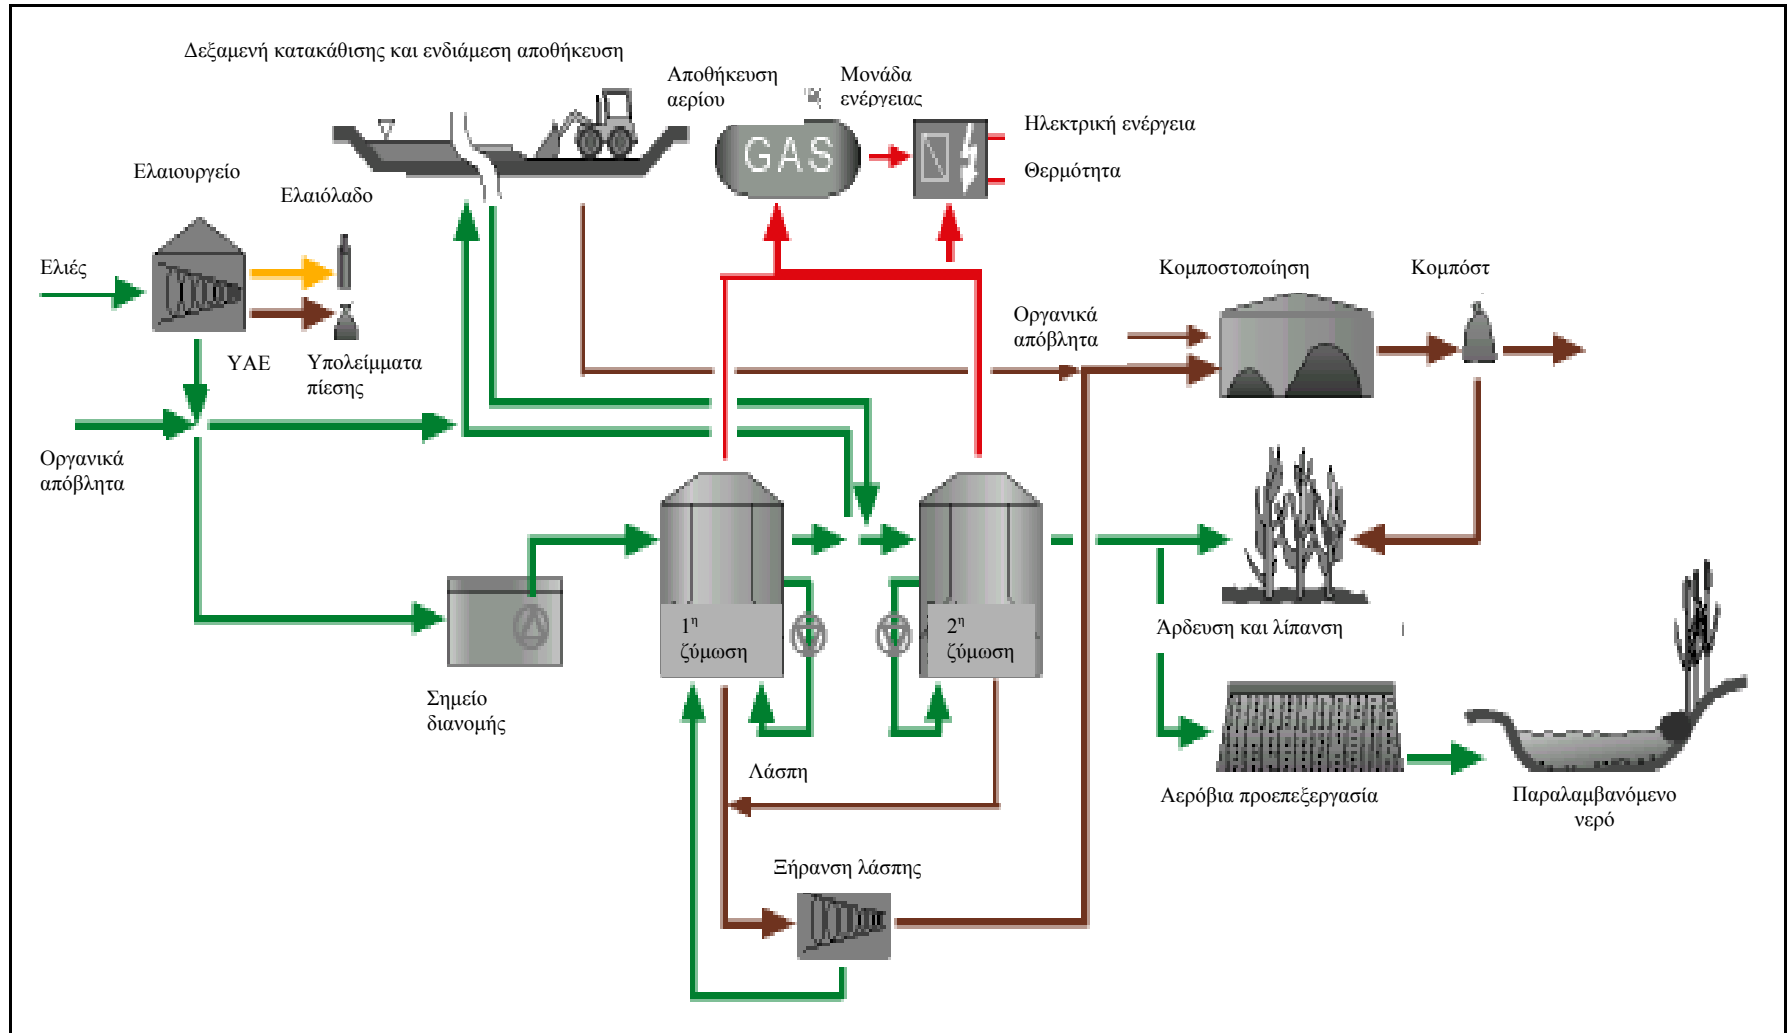 Δεξαμενή κατακάθισης και ενδιάμεση αποθήκευση
Αποθήκευση
αερίου
Μονάδα
ενέργειας
GAS
Ηλεκτρική ενέργεια
Θερμότητα
Ελαιουργείο
Ελαιόλαδο
Ελιές
ΥΑΕ
Υπολείμματα
πίεσης
Οργανικά
απόβλητα
Κομποστοποίηση
Κομπόστ
Οργανικά
απόβλητα
1η
ζύμωση
2η
ζύμωση
Άρδευση και λίπανση
Σημείο
διανομής
Λάσπη
Αερόβια προεπεξεργασία
Παραλαμβανόμενο
νερό
Ξήρανση λάσπης